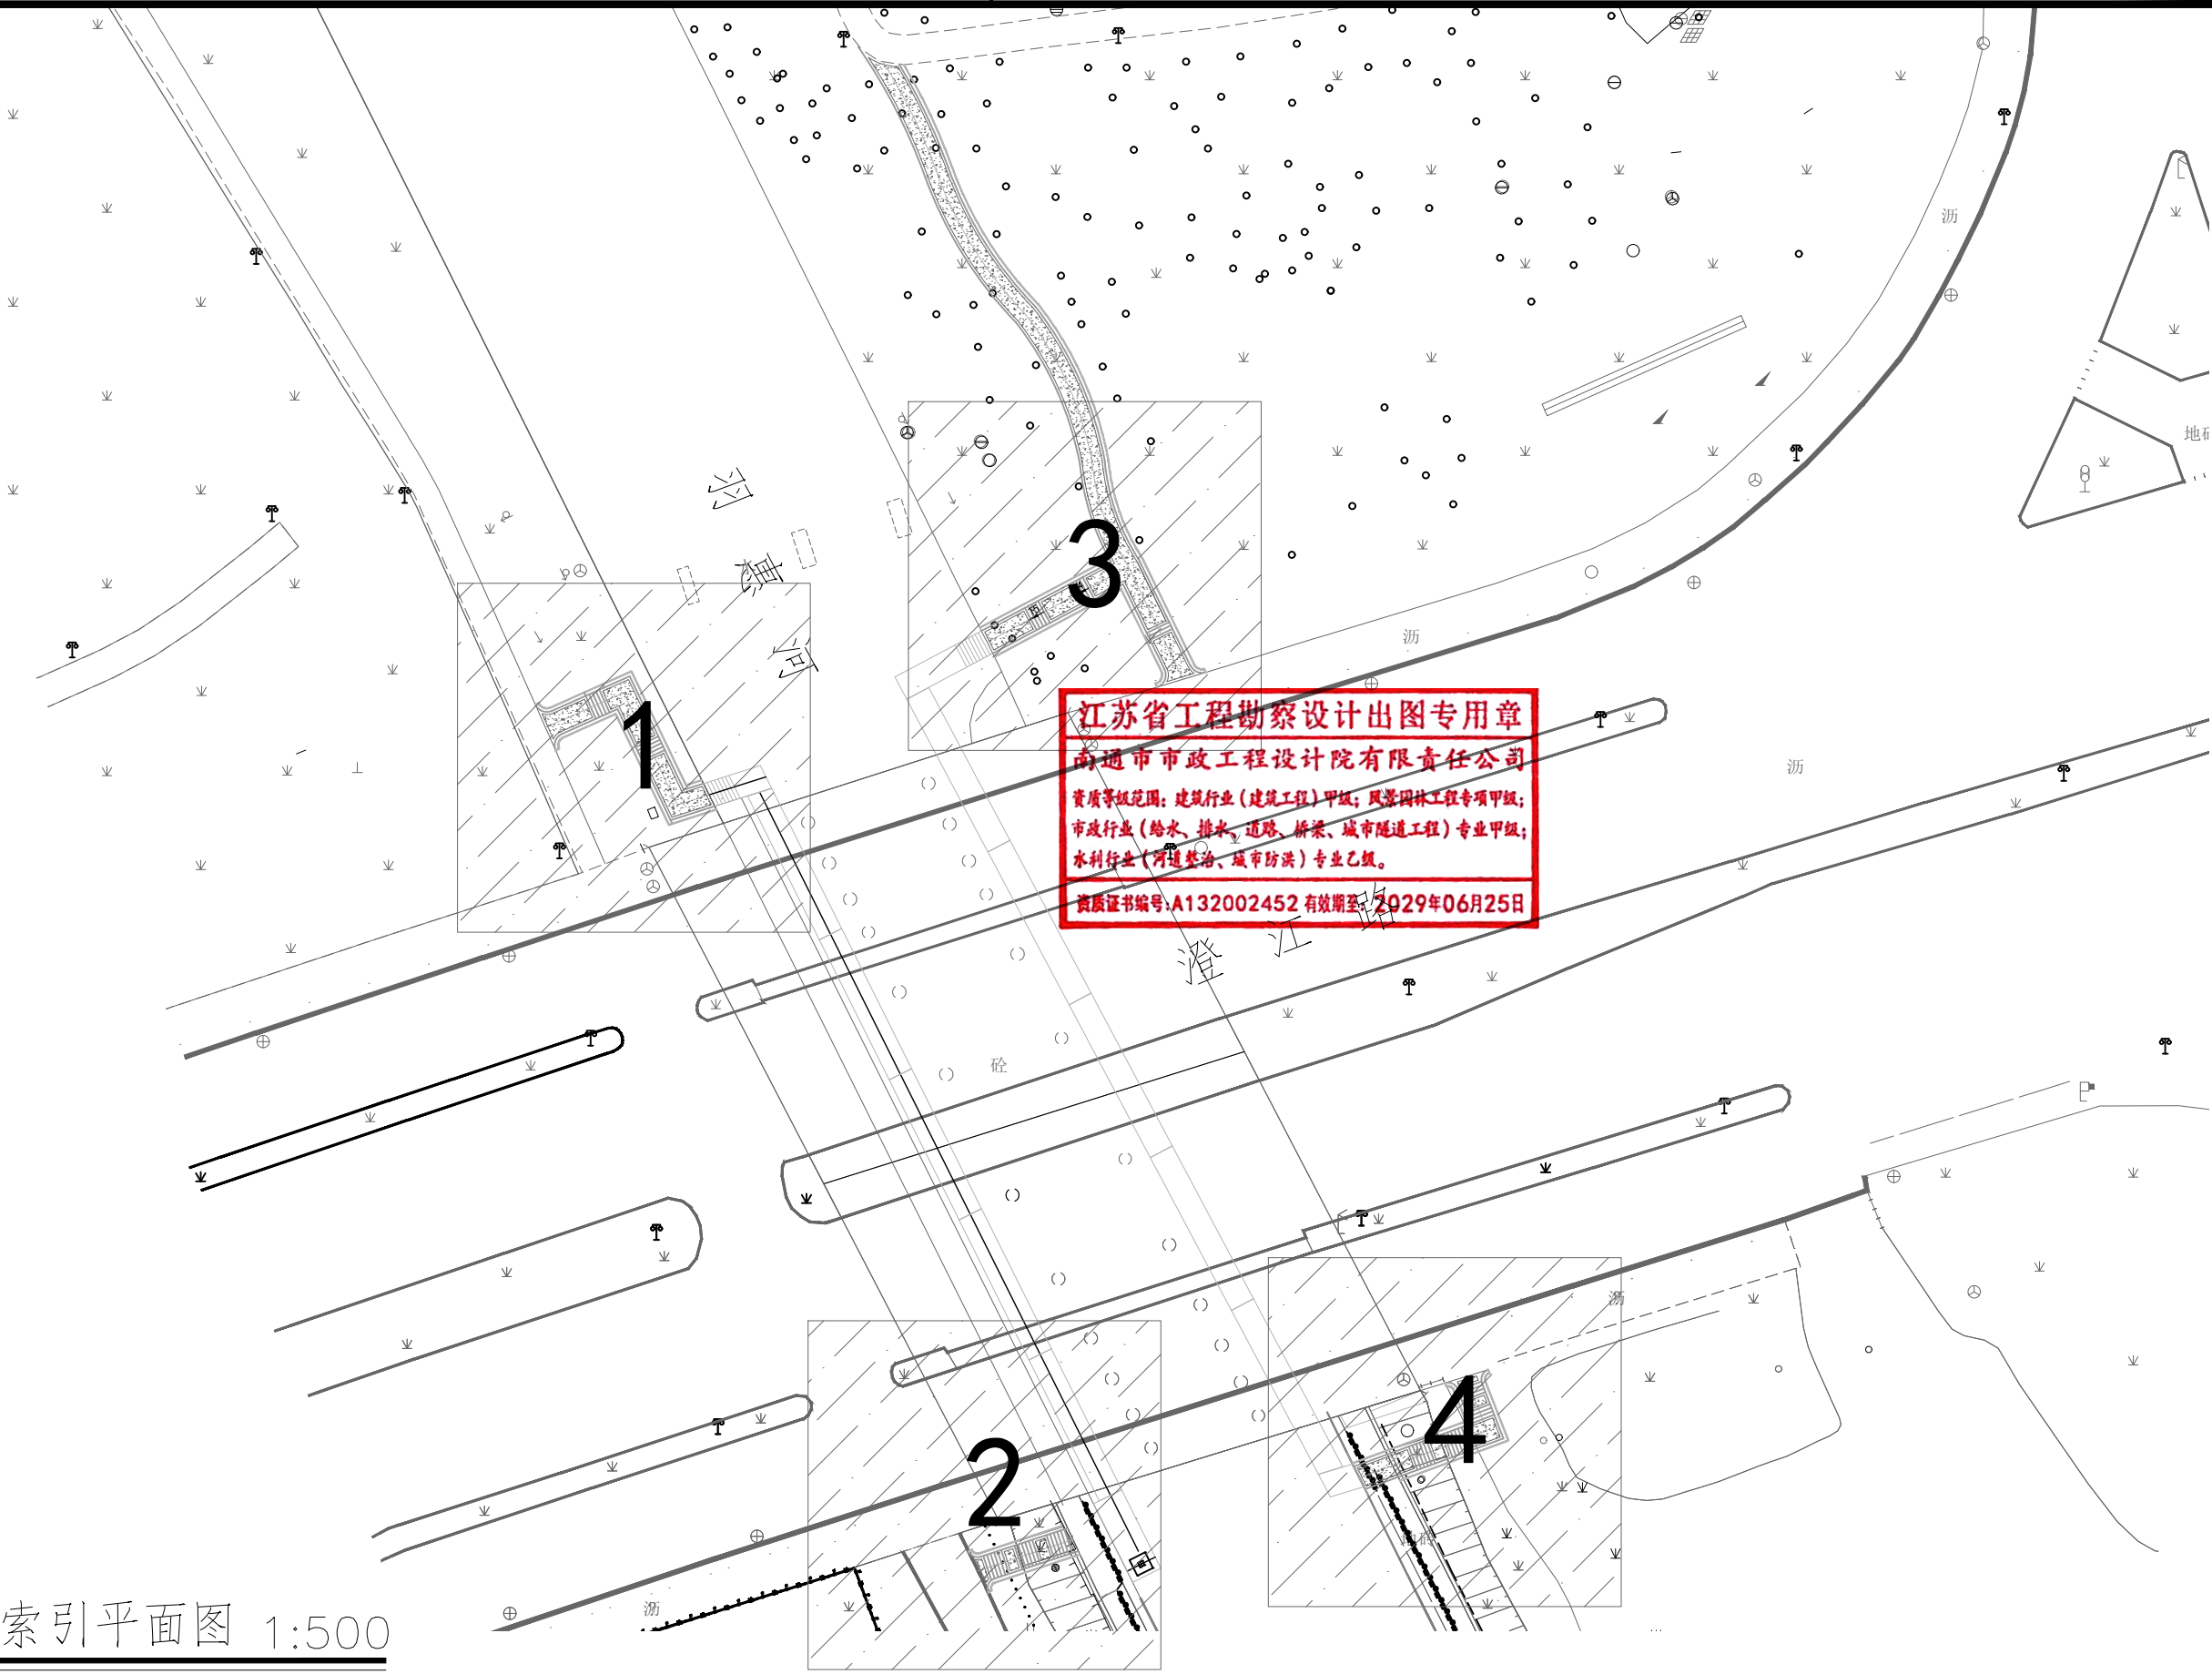 沥
地
羽
惠
河
3
沥
1
江苏省工程勘察设计出图专用章
南通市市政工程设计院有限责任公司
资质等级范围：建筑行业（建筑工程）甲级；风景园林工程专项甲级；
市政行业（给水、排水、道路、桥梁、城市隧道工程）专业甲级；
水利行业（河道整治、城市防洪）专业乙级。
资质证书编号：A132002452 有效期至：2029年06月25日
沥
澄江路
砼
沥
4
2
沥
索引平面图 1:500